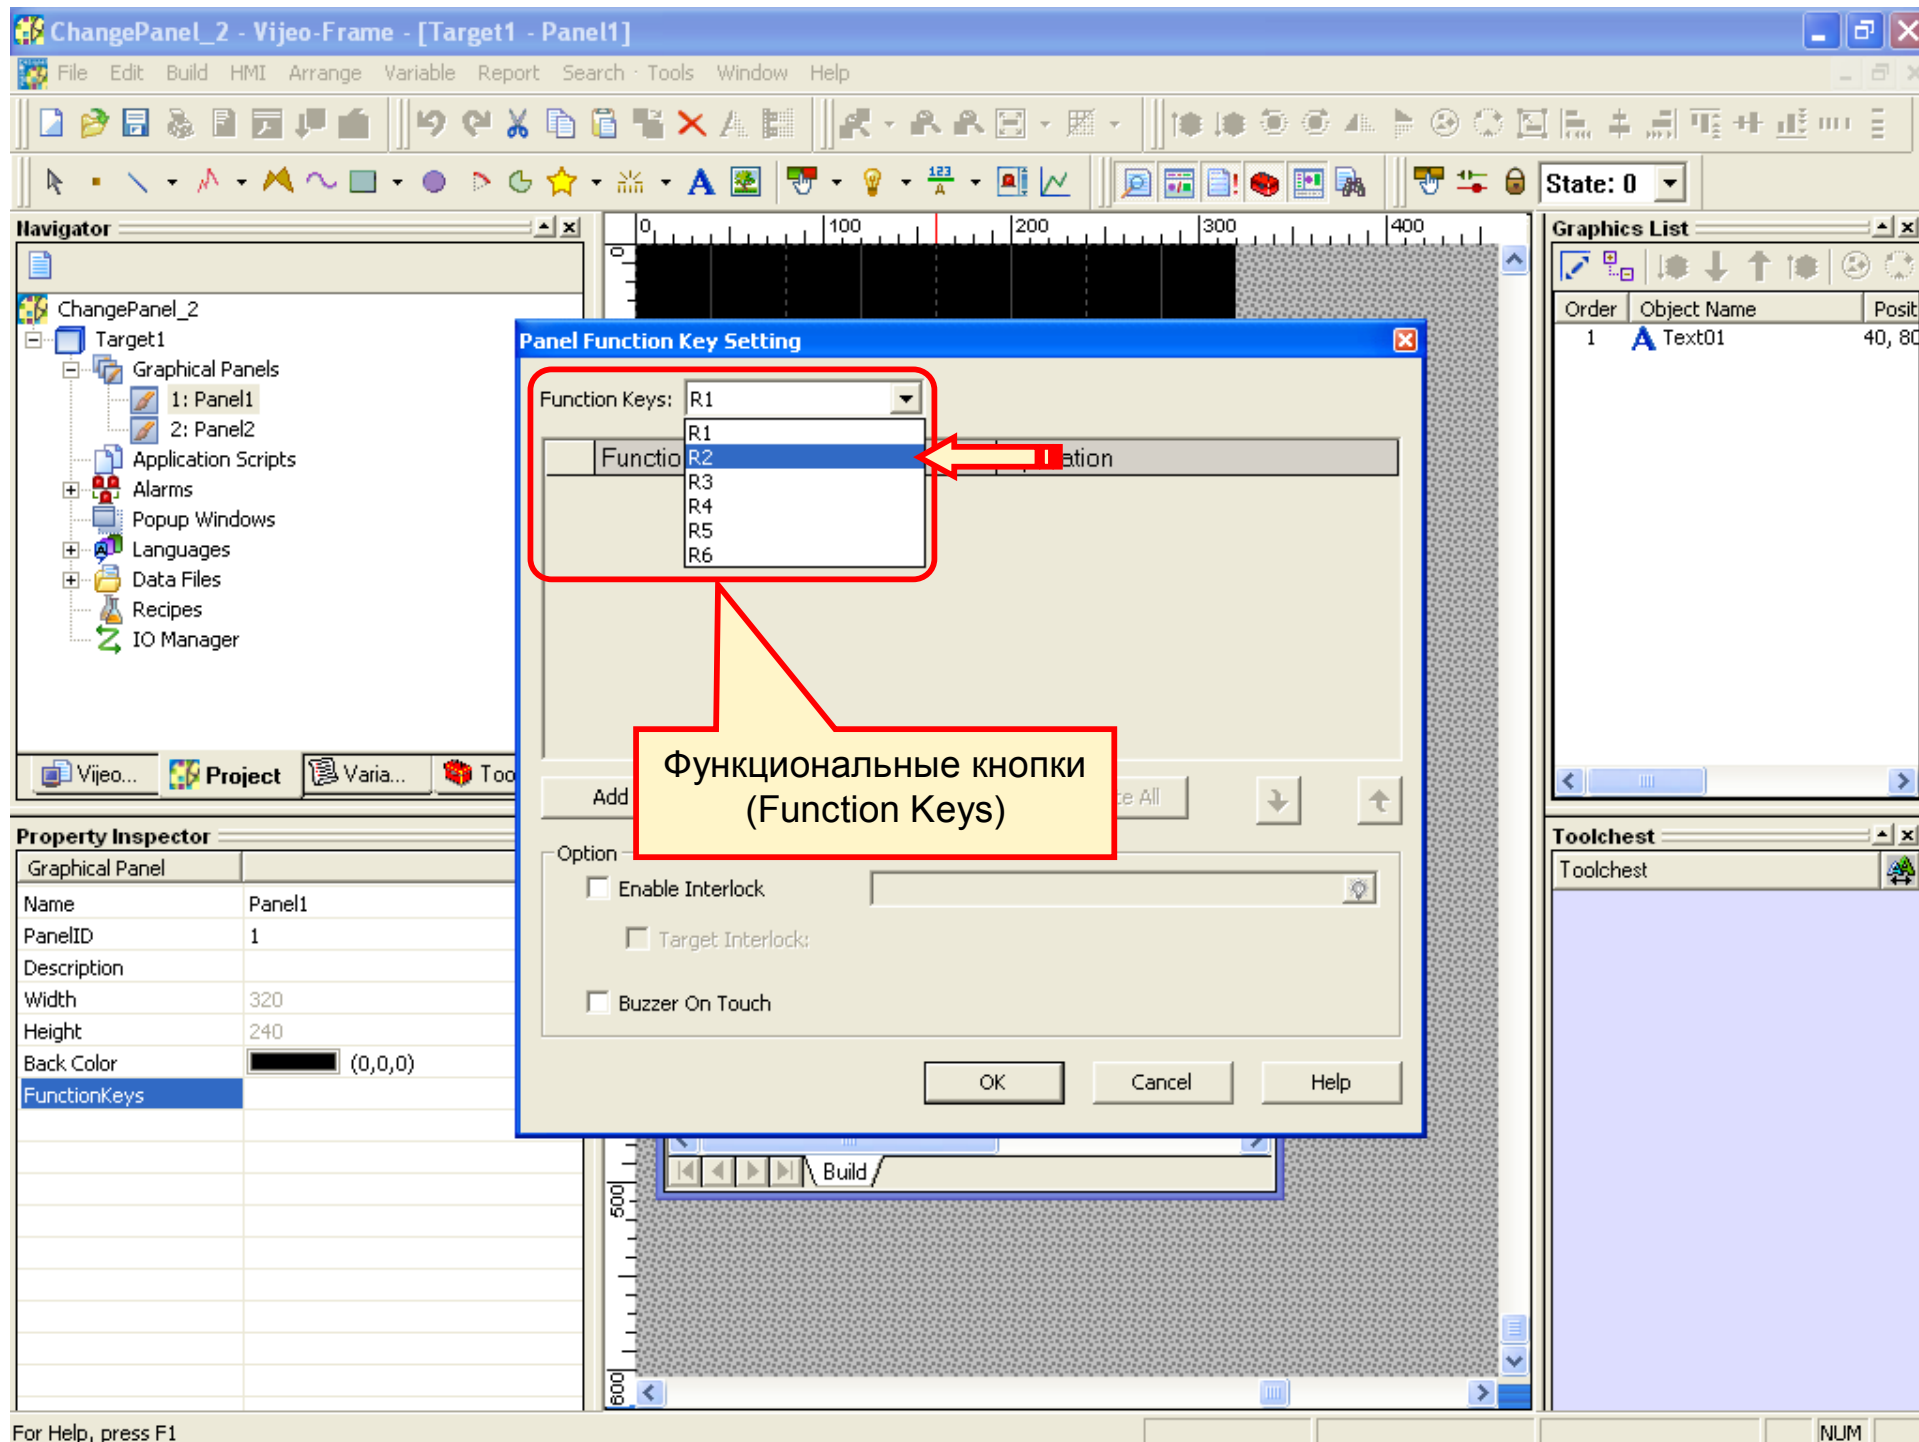 ChangePanel_2 - Vijeo-Frame - [Target1 - Panel1]
File Edit Build HMI Arrange Variable Report Search Tools Window Help
State: 0
Navigator
ChangePanel_2
Target1
Graphical Panels
1: Panel1
2: Panel2
Application Scripts
Alarms
Popup Windows
Languages
Data Files
Recipes
IO Manager
Vijeo... Project Varia... Too
Property Inspector
Graphical Panel
Name Panel1
PanelID 1
Description
Width 320
Height 240
Back Color (0,0,0)
FunctionKeys
0 100 200 300 400
0
500
600
Panel Function Key Setting
Function Keys: R1
R1
R2
R3
R4
R5
R6
Functio ation
Функциональные кнопки
(Function Keys)
Add All
Option
Enable Interlock
Target Interlock:
Buzzer On Touch
OK Cancel Help
Build
Graphics List
Order Object Name Posit
1 Text01 40, 80
Toolchest
Toolchest
For Help, press F1
NUM